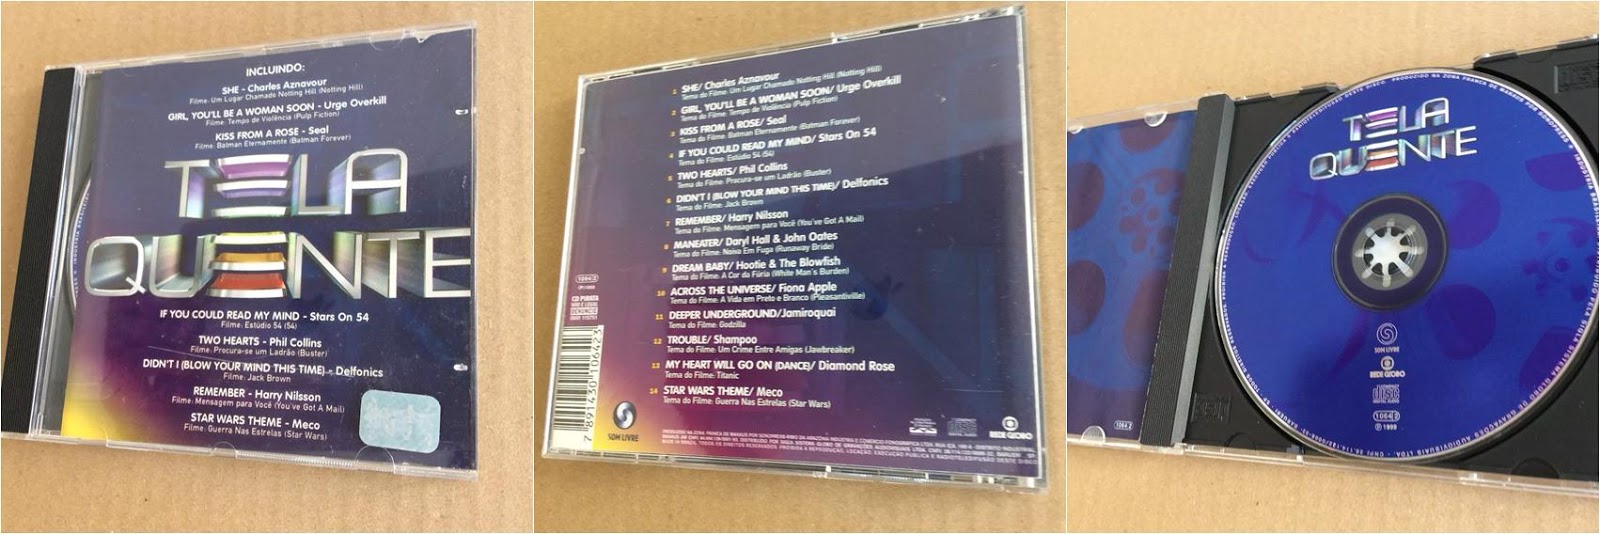 INCLUINDO:
SHE - Charles Aznavour
Filme: Um Lugar Chamado Notting Hill (Notting Hill)
GIRL, YOU'LL BE A WOMAN SOON - Urge Overkill
Filme: Tempo de Violência (Pulp Fiction)
KISS FROM A ROSE - Seal
Filme: Batman Eternamente (Batman Forever)
TELA
QUENTE
IF YOU COULD READ MY MIND - Stars On 54
Filme: Estúdio 54 (54)
TWO HEARTS - Phil Collins
Filme: Procura-se um Ladrão (Buster)
DIDN'T I (BLOW YOUR MIND THIS TIME) - Delfonics
Filme: Jack Brown
REMEMBER - Harry Nilsson
Filme: Mensagem para Você (You've Got A Mail)
STAR WARS THEME - Meco
Filme: Guerra Nas Estrelas (Star Wars)
1 SHE/ Charles Aznavour
Tema do Filme: Um Lugar Chamado Notting Hill (Notting Hill)
2 GIRL, YOU'LL BE A WOMAN SOON/ Urge Overkill
Tema do Filme: Tempo de Violência (Pulp Fiction)
3 KISS FROM A ROSE/ Seal
Tema do Filme: Batman Eternamente (Batman Forever)
4 IF YOU COULD READ MY MIND/ Stars On 54
Tema do Filme: Estúdio 54 (54)
5 TWO HEARTS/ Phil Collins
Tema do Filme: Procura-se um Ladrão (Buster)
6 DIDN'T I (BLOW YOUR MIND THIS TIME)/ Delfonics
Tema do Filme: Jack Brown
7 REMEMBER/ Harry Nilsson
Tema do Filme: Mensagem para Você (You've Got A Mail)
8 MANEATER/ Daryl Hall & John Oates
Tema do Filme: Noiva Em Fuga (Runaway Bride)
9 DREAM BABY/ Hootie & The Blowfish
Tema do Filme: A Cor da Fúria (White Man's Burden)
10 ACROSS THE UNIVERSE/ Fiona Apple
Tema do Filme: A Vida em Preto e Branco (Pleasantiville)
11 DEEPER UNDERGROUND/Jamiroquai
Tema do Filme: Godzilla
12 TROUBLE/ Shampoo
Tema do Filme: Um Crime Entre Amigas (Jawbreaker)
13 MY HEART WILL GO ON (DANCE)/ Diamond Rose
Tema do Filme: Titanic
14 STAR WARS THEME/ Meco
Tema do Filme: Guerra Nas Estrelas (Star Wars)
1064 2
CD PIRATA
7 891430 106423
SOM LIVRE
REDE GLOBO
TELA
QUENTE
SOM LIVRE
REDE GLOBO
COMPACT
DISC
DIGITAL AUDIO
1064 2
℗ 1999
1064 2